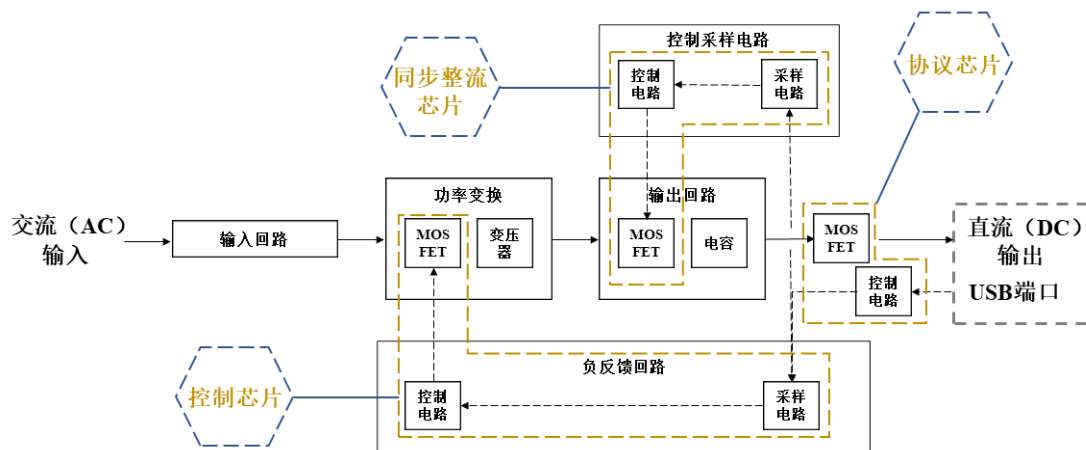 控制采样电路
同步整流
芯片
控制
电路
采样
电路
协议芯片
功率变换
输出回路
交流（AC）
输入
输入回路
MOS
FET
变压
器
MOS
FET
电容
MOS
FET
直流（DC）
输出
控制
电路
USB端口
负反馈回路
控制芯片
控制
电路
采样
电路